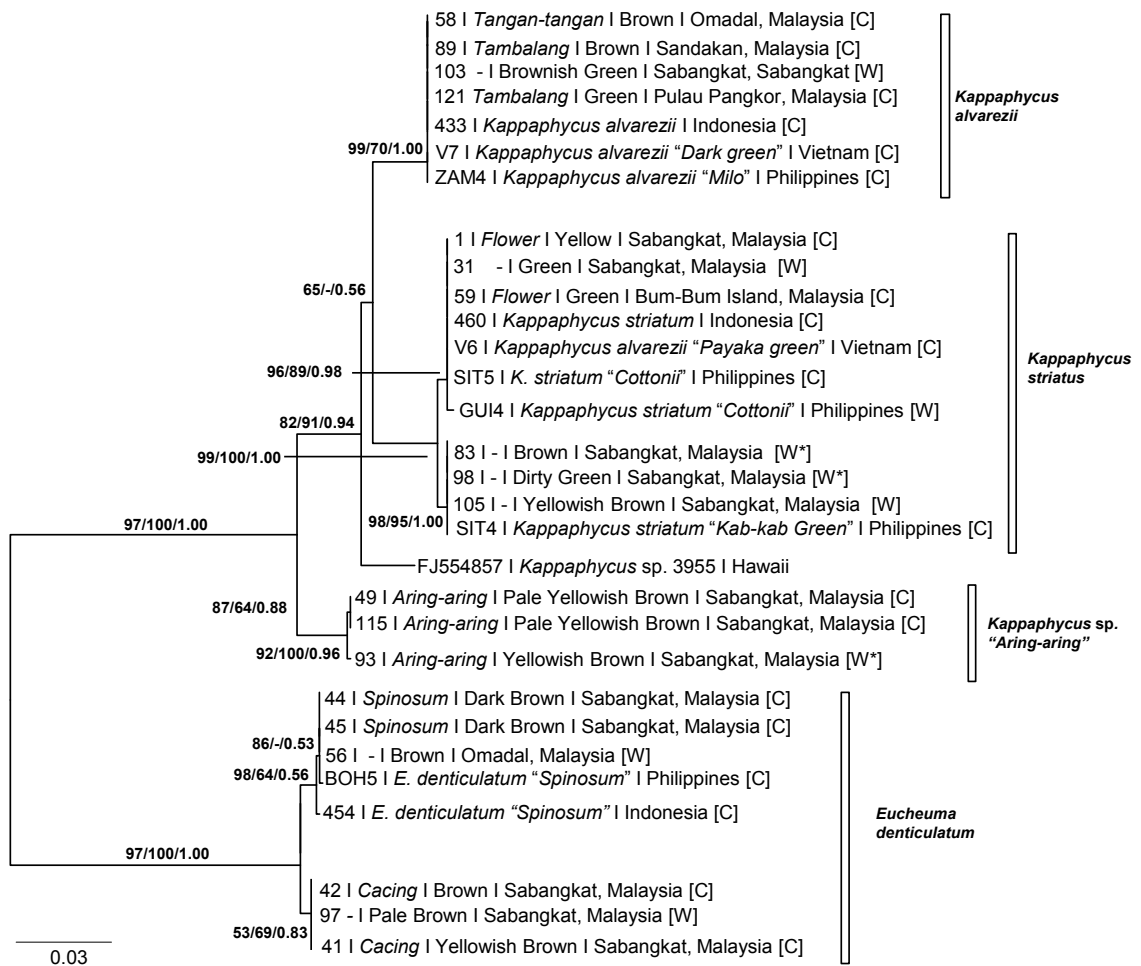 58 I Tangan-tangan I Brown I Omadal, Malaysia [C]
89 I Tambalang I Brown I Sandakan, Malaysia [C]
103 - I Brownish Green I Sabangkat, Sabangkat [W]
121 Tambalang I Green I Pulau Pangkor, Malaysia [C]
433 I Kappaphycus alvarezii I Indonesia [C]
V7 I Kappaphycus alvarezii “Dark green” I Vietnam [C]
ZAM4 I Kappaphycus alvarezii “Milo” I Philippines [C]
Kappaphycus
alvarezii
99/70/1.00
1 I Flower I Yellow I Sabangkat, Malaysia [C]
31 - I Green I Sabangkat, Malaysia [W]
59 I Flower I Green I Bum-Bum Island, Malaysia [C]
460 I Kappaphycus striatum I Indonesia [C]
V6 I Kappaphycus alvarezii “Payaka green” I Vietnam [C]
SIT5 I K. striatum “Cottonii” I Philippines [C]
GUI4 I Kappaphycus striatum “Cottonii” I Philippines [W]
83 I - I Brown I Sabangkat, Malaysia [W*]
98 I - I Dirty Green I Sabangkat, Malaysia [W*]
105 I - I Yellowish Brown I Sabangkat, Malaysia [W]
SIT4 I Kappaphycus striatum “Kab-kab Green” I Philippines [C]
Kappaphycus
striatus
65/-/0.56
96/89/0.98
82/91/0.94
99/100/1.00
98/95/1.00
97/100/1.00
FJ554857 I Kappaphycus sp. 3955 I Hawaii
49 I Aring-aring I Pale Yellowish Brown I Sabangkat, Malaysia [C]
115 I Aring-aring I Pale Yellowish Brown I Sabangkat, Malaysia [C]
93 I Aring-aring I Yellowish Brown I Sabangkat, Malaysia [W*]
Kappaphycus sp.
“Aring-aring”
87/64/0.88
92/100/0.96
44 I Spinosum I Dark Brown I Sabangkat, Malaysia [C]
45 I Spinosum I Dark Brown I Sabangkat, Malaysia [C]
56 I - I Brown I Omadal, Malaysia [W]
BOH5 I E. denticulatum “Spinosum” I Philippines [C]
454 I E. denticulatum “Spinosum” I Indonesia [C]
86/-/0.53
98/64/0.56
Eucheuma
denticulatum
97/100/1.00
42 I Cacing I Brown I Sabangkat, Malaysia [C]
97 - I Pale Brown I Sabangkat, Malaysia [W]
41 I Cacing I Yellowish Brown I Sabangkat, Malaysia [C]
53/69/0.83
0.03